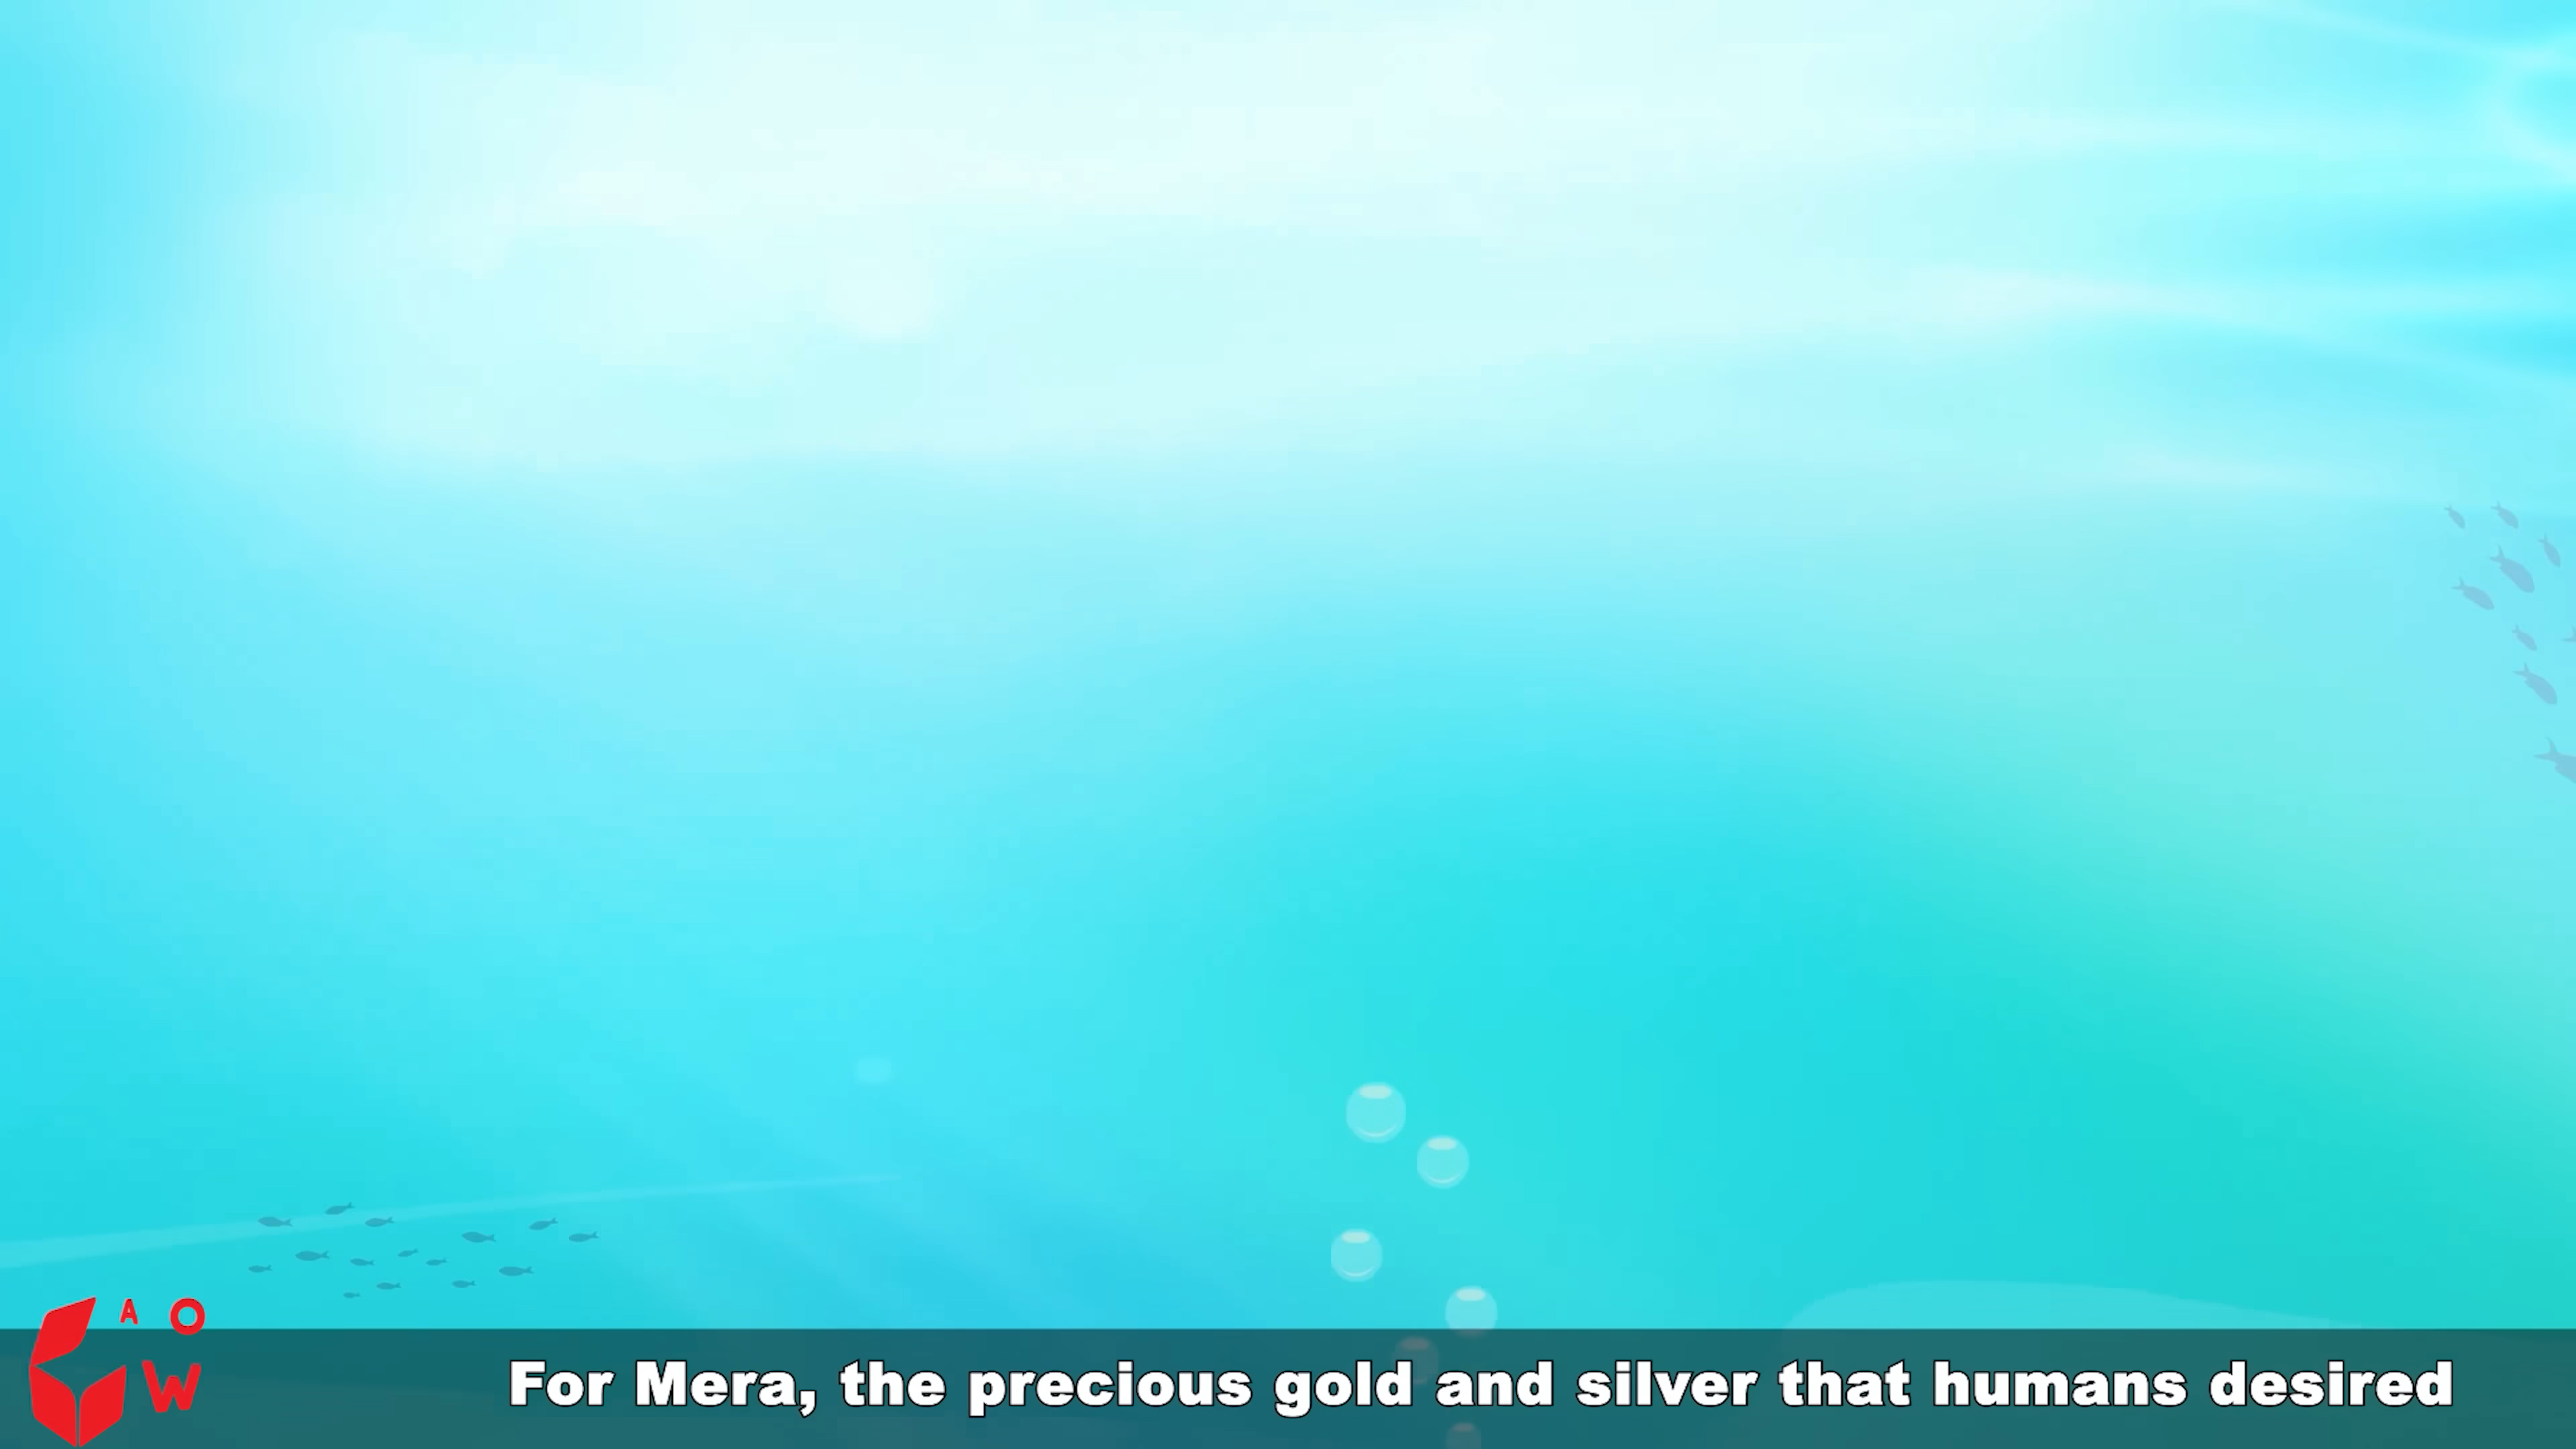 A O
W
For Mera, the precious gold and silver that humans desired